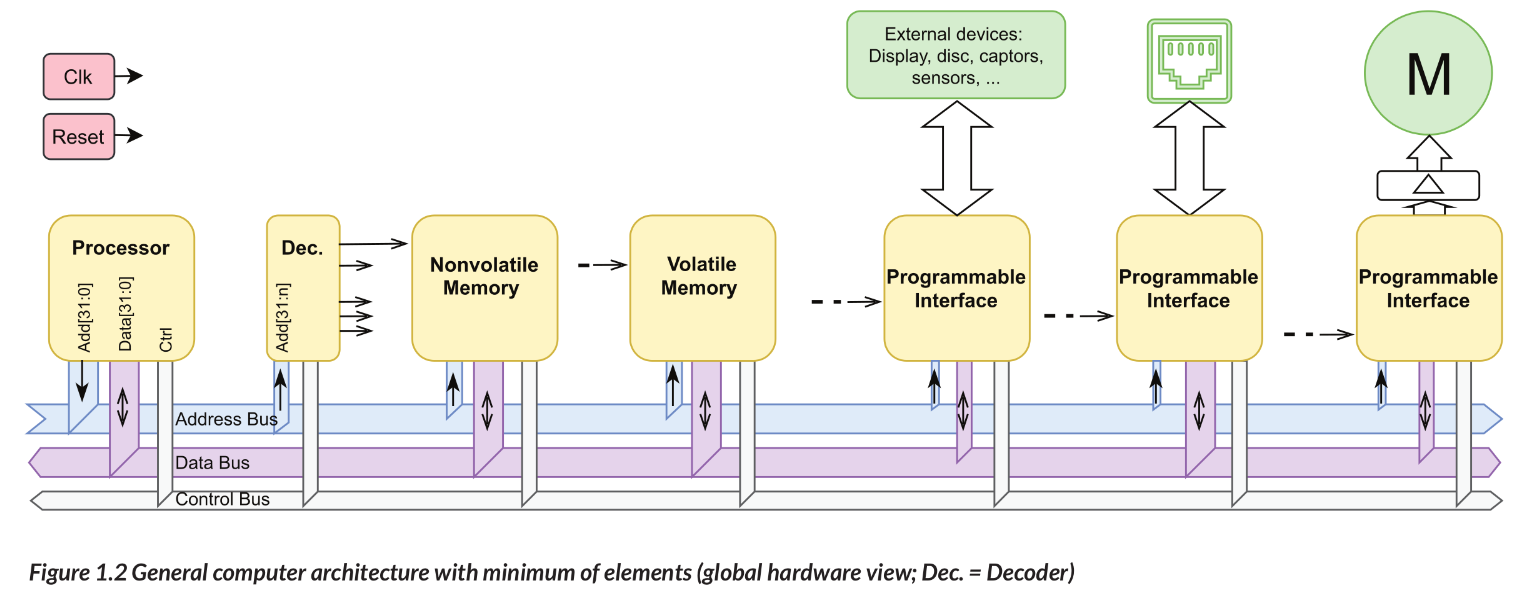 Clk
Reset
External devices:
Display, disc, captors,
sensors, ...
M
Processor
Add[31:0]
Data[31:0]
Ctrl
Dec.
Add[31:n]
Nonvolatile
Memory
Volatile
Memory
Programmable
Interface
Programmable
Interface
Programmable
Interface
Address Bus
Data Bus
Control Bus
Figure 1.2 General computer architecture with minimum of elements (global hardware view; Dec. = Decoder)